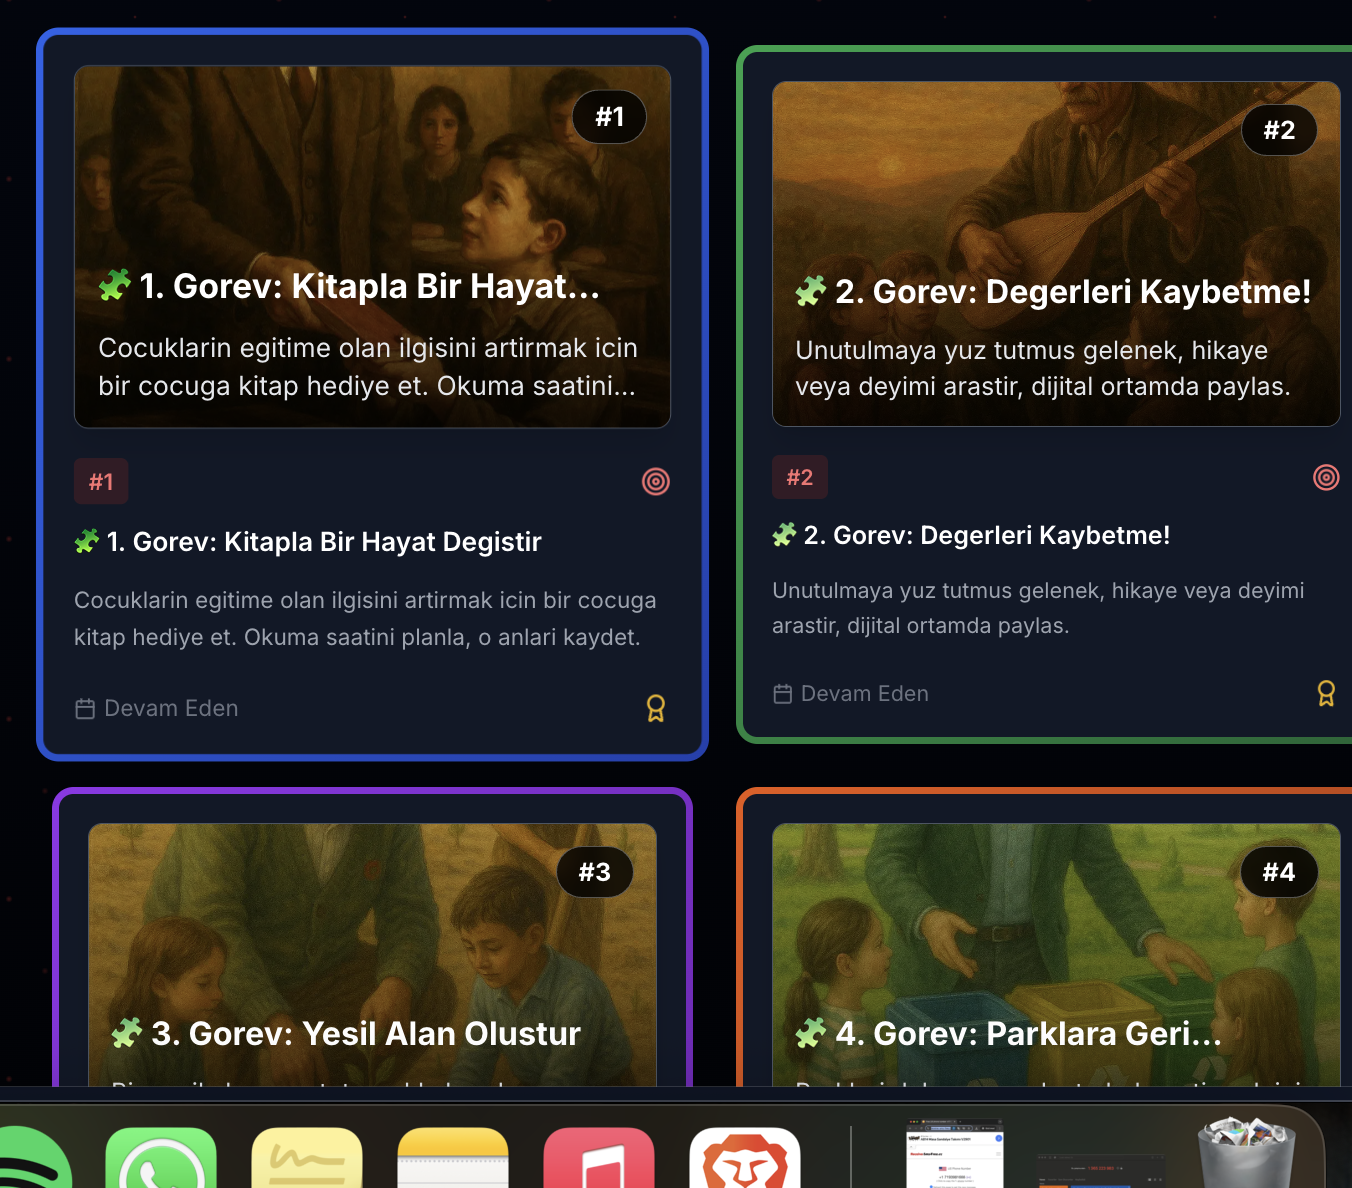 #1
🧩 1. Gorev: Kitapla Bir Hayat...
Cocuklarin egitime olan ilgisini artirmak icin
bir cocuga kitap hediye et. Okuma saatini...
#1
🧩 1. Gorev: Kitapla Bir Hayat Degistir
Cocuklarin egitime olan ilgisini artirmak icin bir cocuga
kitap hediye et. Okuma saatini planla, o anlari kaydet.
Devam Eden
#2
🧩 2. Gorev: Degerleri Kaybetme!
Unutulmaya yuz tutmus gelenek, hikaye
veya deyimi arastir, dijital ortamda paylas.
#2
🧩 2. Gorev: Degerleri Kaybetme!
Unutulmaya yuz tutmus gelenek, hikaye veya deyimi
arastir, dijital ortamda paylas.
Devam Eden
#3
🧩 3. Gorev: Yesil Alan Olustur
#4
🧩 4. Gorev: Parklara Geri...